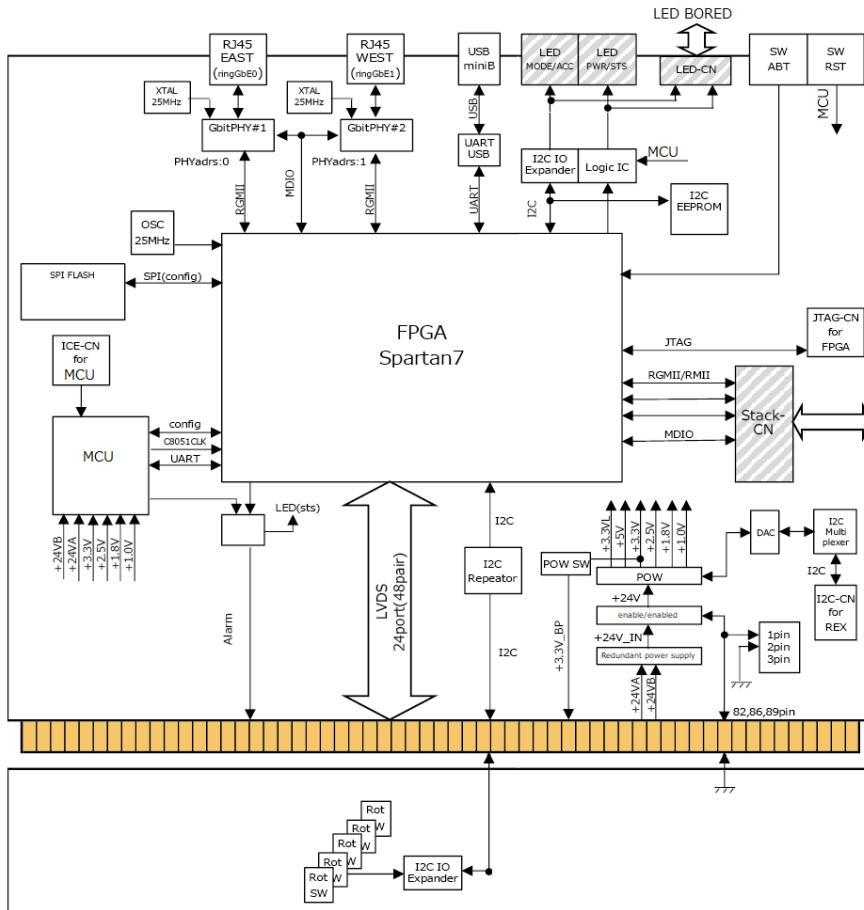 LED BORED
RJ45
EAST
(ringGbE0)
RJ45
WEST
(ringGbE1)
USB
miniB
LED
MODE/ACC
LED
PWR/STS
LED-CN
SW
ABT
SW
RST
XTAL
25MHz
XTAL
25MHz
USB
MCU
GbitPHY#1
GbitPHY#2
UART
USB
I2C IO
Expander
Logic IC
MCU
PHYadrs:0
PHYadrs:1
RGMII
MDIO
RGMII
UART
I2C
I2C
EEPROM
OSC
25MHz
SPI FLASH
SPI(config)
FPGA
Spartan7
JTAG
JTAG-CN
for
FPGA
ICE-CN
for
MCU
RGMII/RMII
Stack-
CN
MDIO
MCU
config
C8051CLK
UART
LED(sts)
+24VB
+24VA
+3.3V
+2.5V
+1.8V
+1.0V
Alarm
LVDS
24port(48pair)
I2C
I2C
Repeator
I2C
+3.3VL
+5V
+3.3V
+2.5V
+1.8V
+1.0V
POW SW
POW
DAC
I2C
Multi
plexer
I2C
I2C-CN
for
REX
+24V
enable/enabled
+24V_IN
Redundant power supply
+3.3V_BP
+24VA
+24VB
1pin
2pin
3pin
82,86,89pin
Rot
W
Rot
W
Rot
W
Rot
W
Rot
SW
I2C IO
Expander